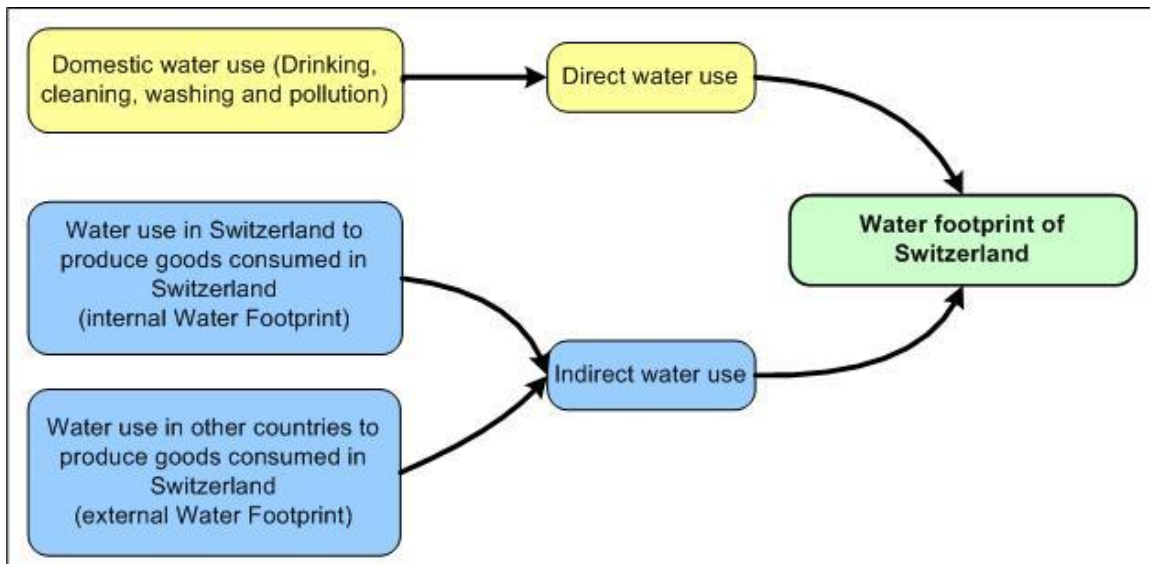 Domestic water use (Drinking,
cleaning, washing and pollution)
Direct water use
Water use in Switzerland to
produce goods consumed in
Switzerland
(internal Water Footprint)
Water footprint of
Switzerland
Indirect water use
Water use in other countries to
produce goods consumed in
Switzerland
(external Water Footprint)